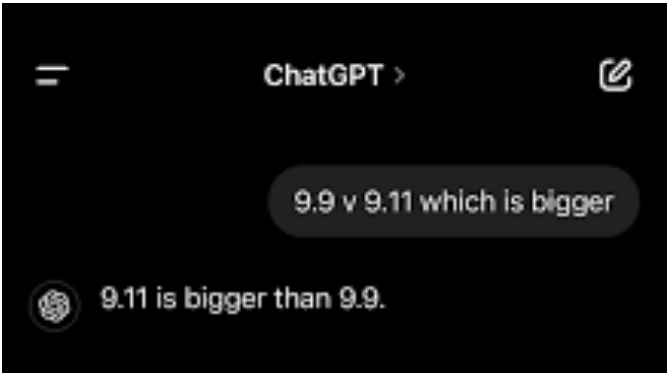 ChatGPT >
9.9 v 9.11 which is bigger
9.11 is bigger than 9.9.